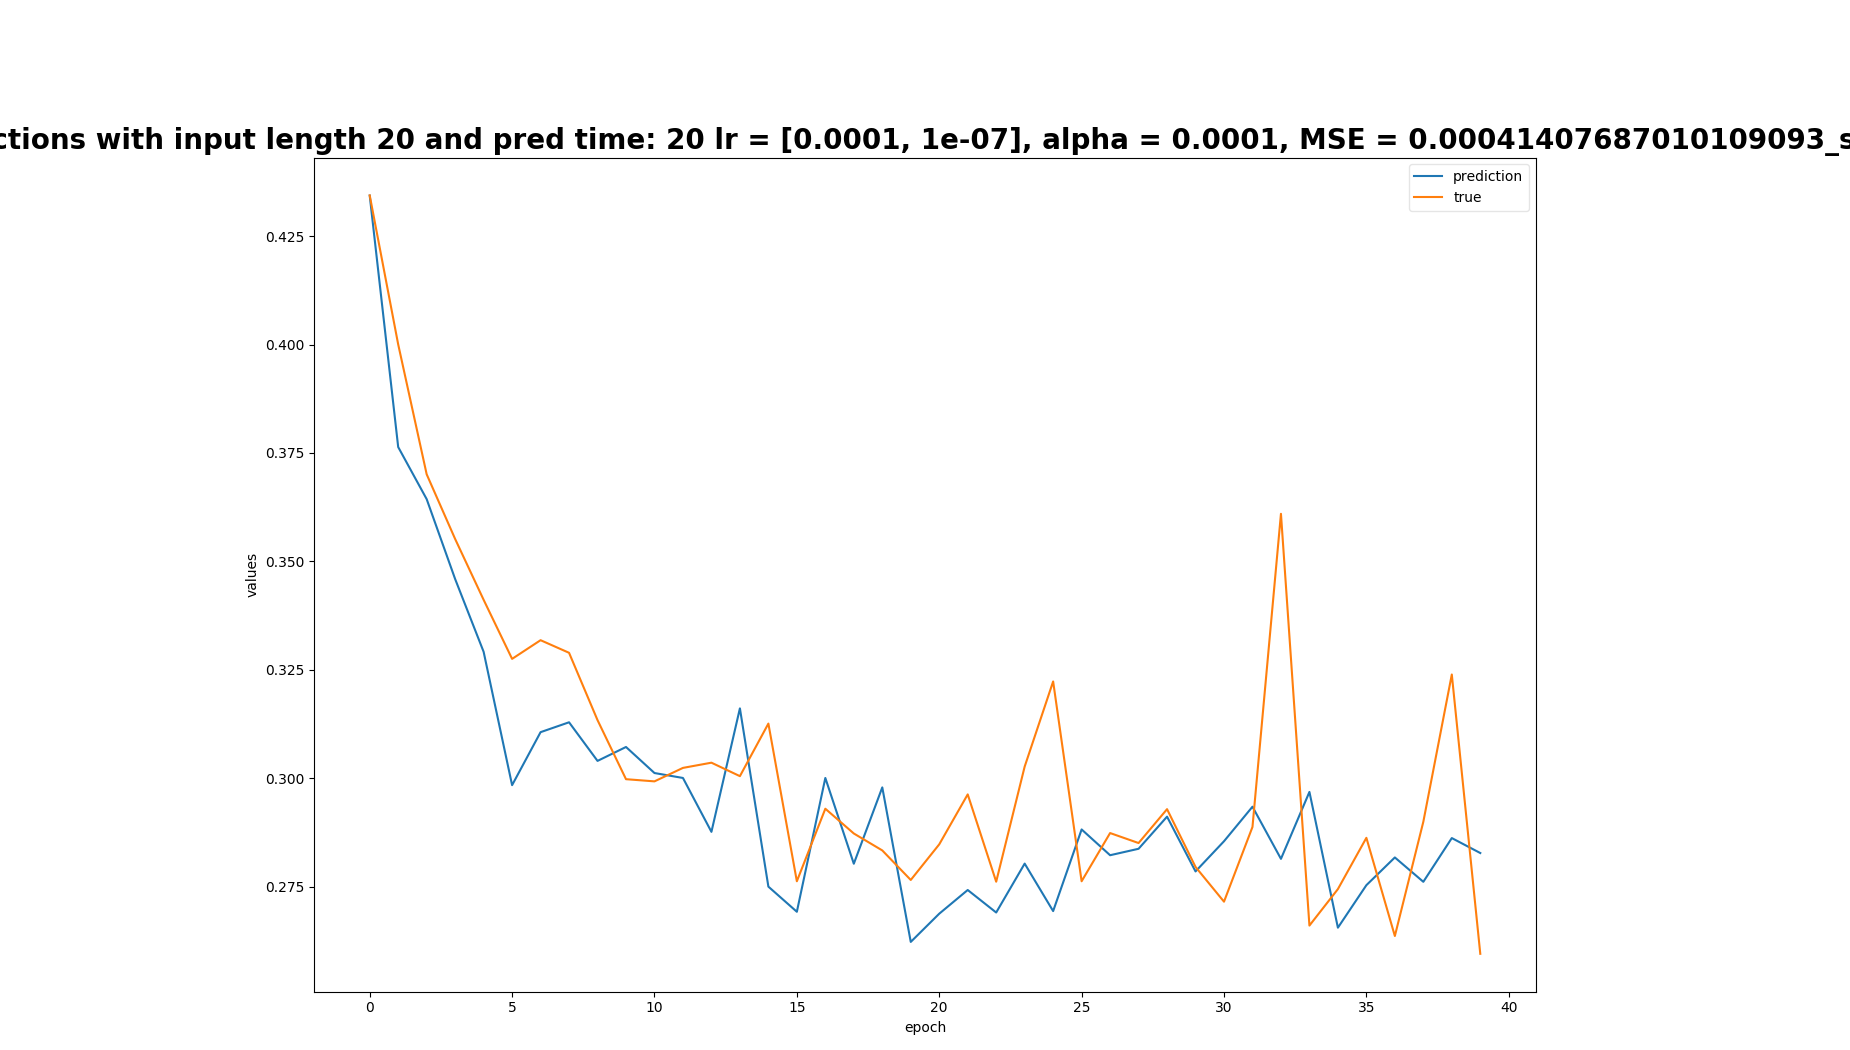 ctions with input length 20 and pred time: 20 lr = [0.0001, 1e-07], alpha = 0.0001, MSE = 0.00041407687010109093_s
prediction
true
0.425
0.400
0.375
0.350
0.325
0.300
0.275
values
0 5 10 15 20 25 30 35 40
epoch